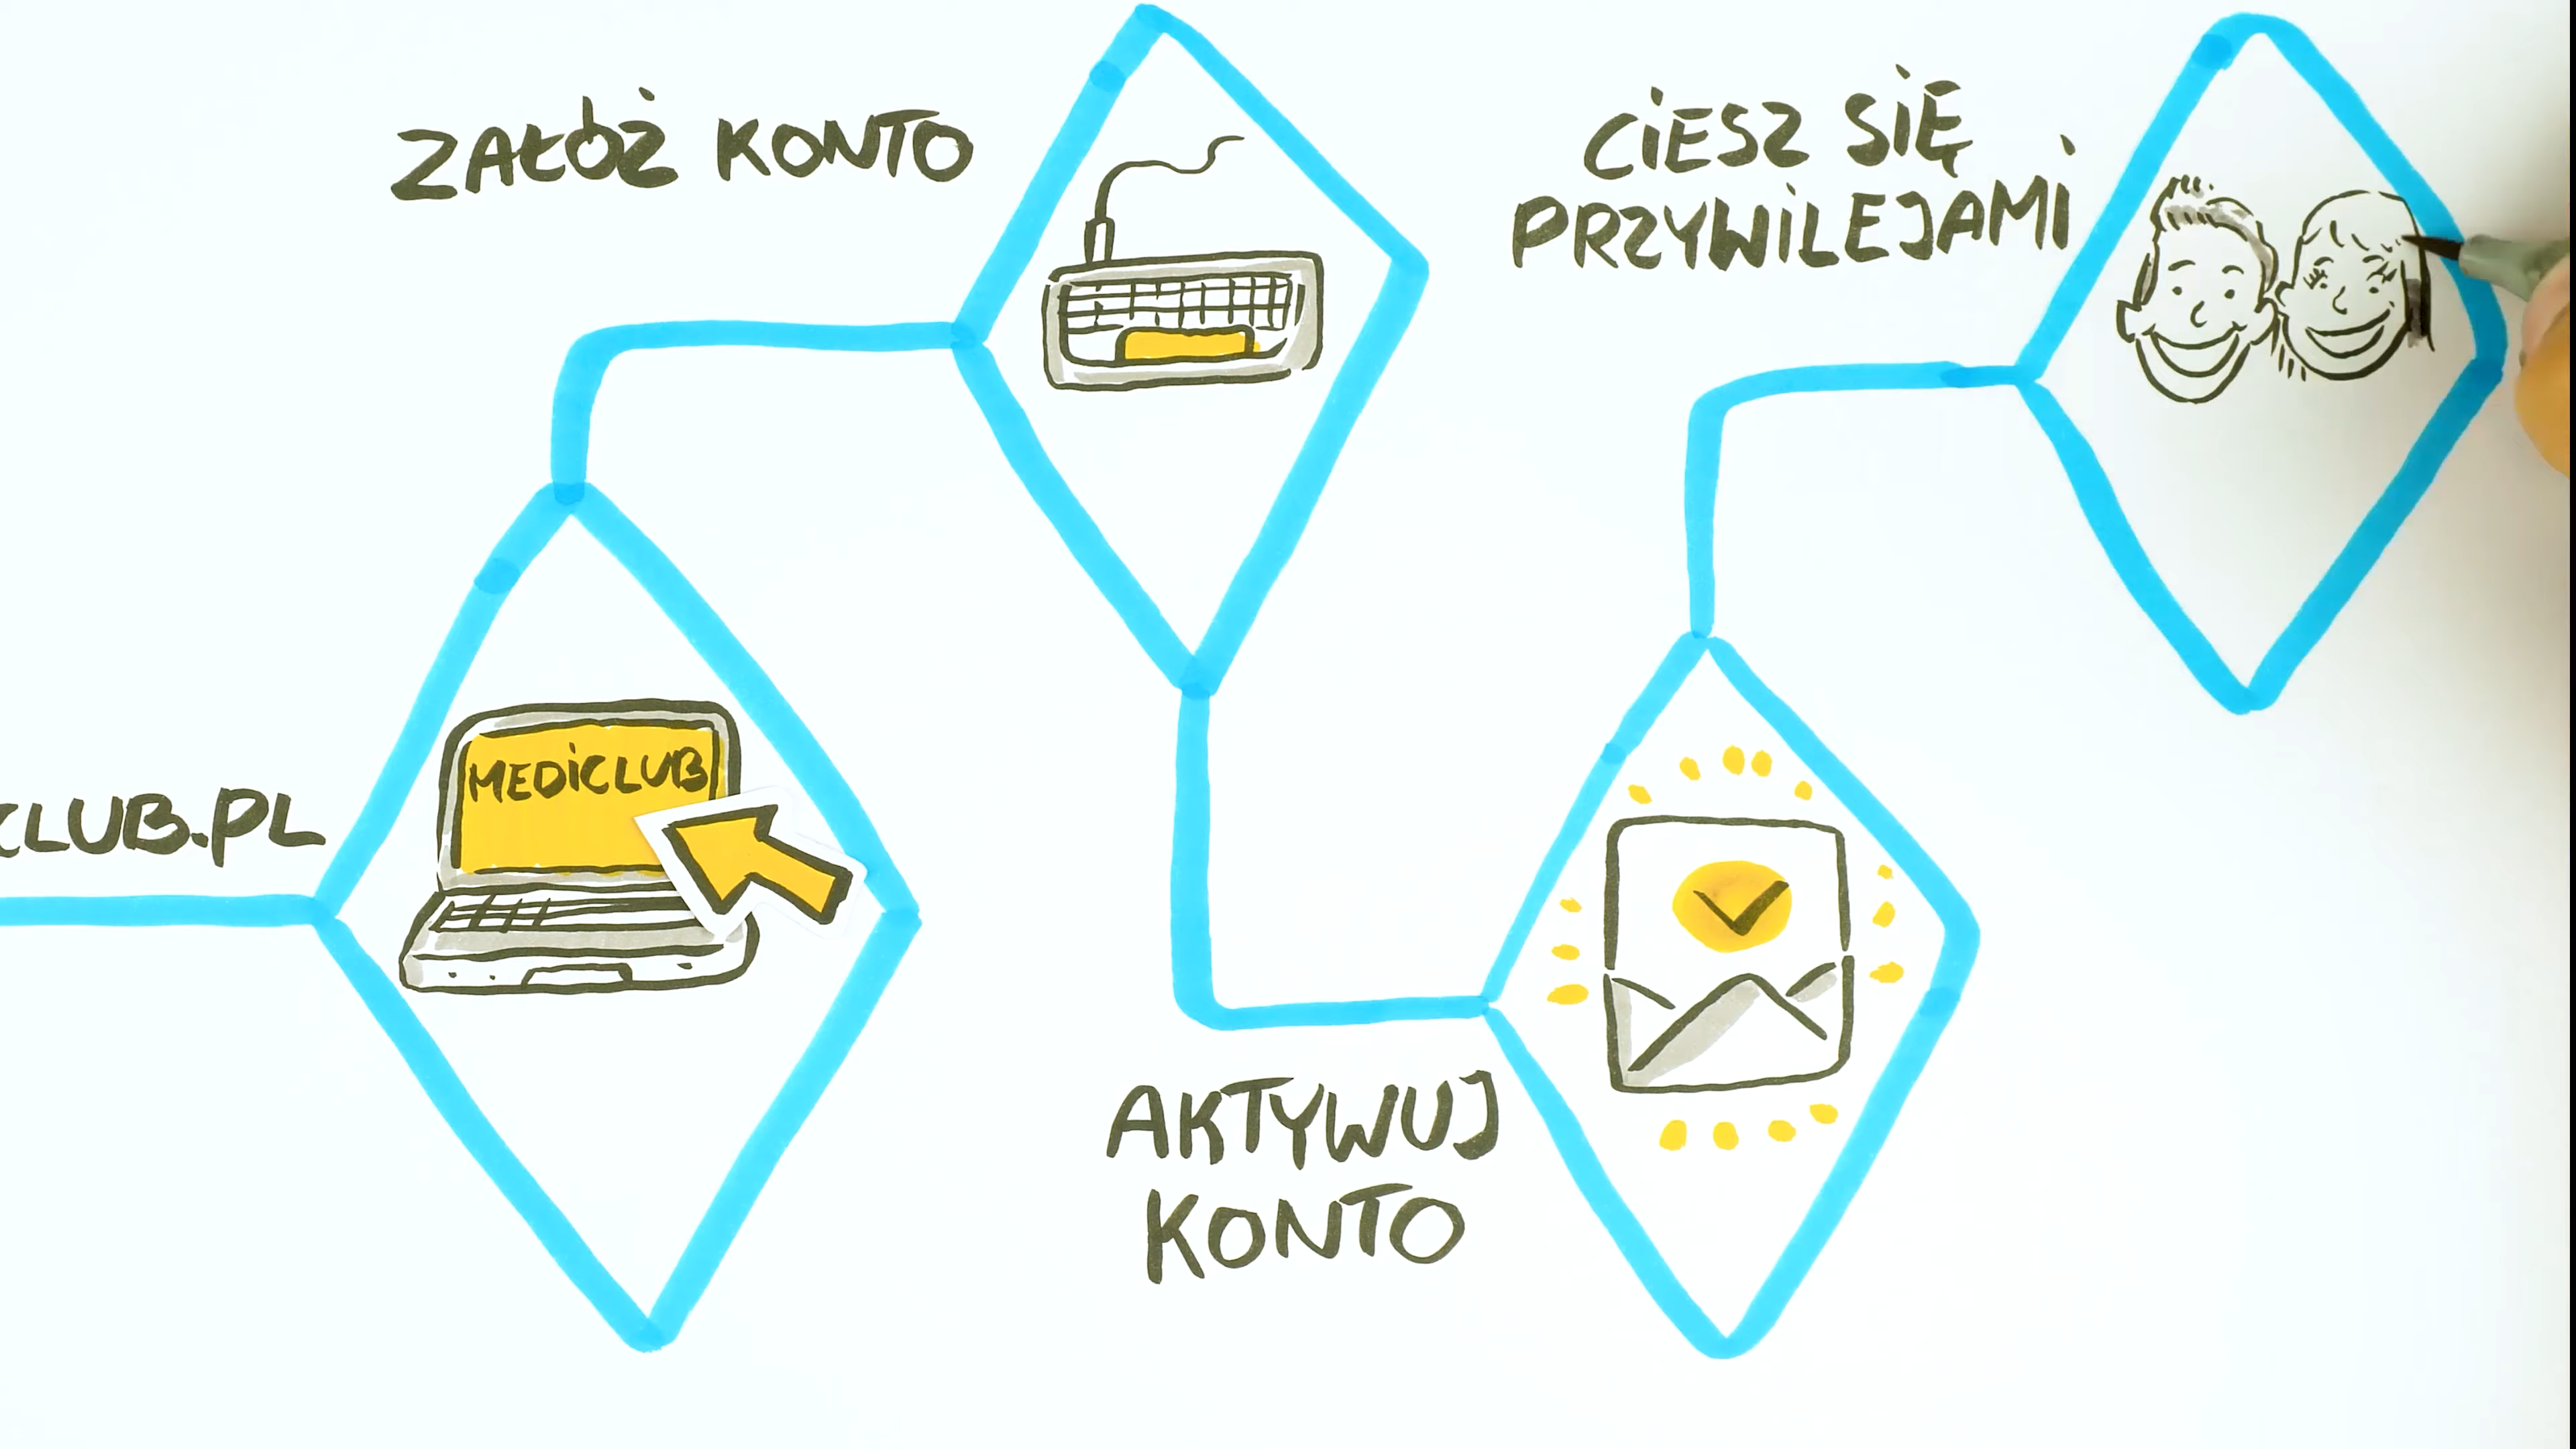 ZAŁÓŻ KONTO
CIESZ SIĘ
PRZYWILEJAMI
MEDICLUB
CLUB.PL
AKTYWUJ
KONTO